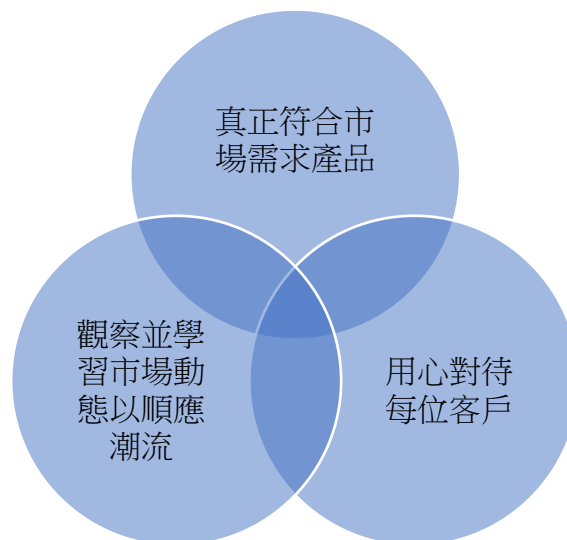 真正符合市
場需求產品
觀察並學
習市場動
態以順應
潮流
用心對待
每位客戶